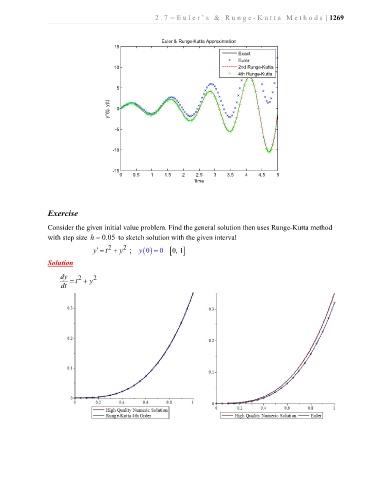 2.7 – Euler's & Runge-Kutta Methods | 1269
Euler & Runge-Kutta Approximation
Exact
Euler
2nd Runge-Kutta
4th Runge-Kutta
15
10
5
0
-5
-10
-15
y'(t), y(t)
0 0.5 1 1.5 2 2.5 3 3.5 4 4.5 5
Time
Exercise
Consider the given initial value problem. Find the general solution then uses Runge-Kutta method
with step size h = 0.05 to sketch solution with the given interval
y' = t² + y² ; y(0) = 0 [0, 1]
Solution
dy/dt = t² + y²
0.3
0.2
0.1
0
0 0.2 0.4 0.6 0.8 1
High Quality Numeric Solution
Runge-Kutta 4th Order
0.3
0.2
0.1
0
0 0.2 0.4 0.6 0.8 1
High Quality Numeric Solution Euler